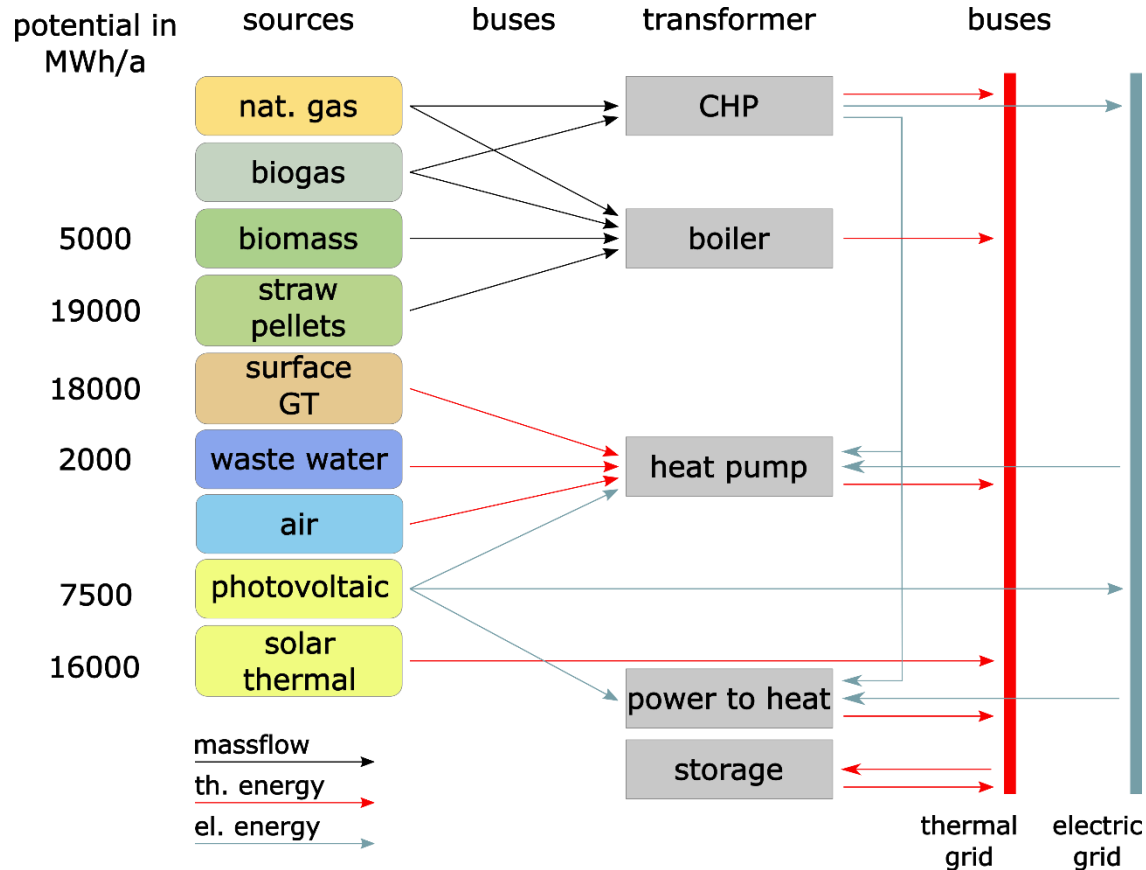 potential in
MWh/a
sources
buses
transformer
buses
nat. gas
CHP
biogas
5000
biomass
boiler
19000
straw
pellets
18000
surface
GT
2000
waste water
heat pump
air
7500
photovoltaic
16000
solar
thermal
power to heat
massflow
storage
th. energy
el. energy
thermal
grid
electric
grid